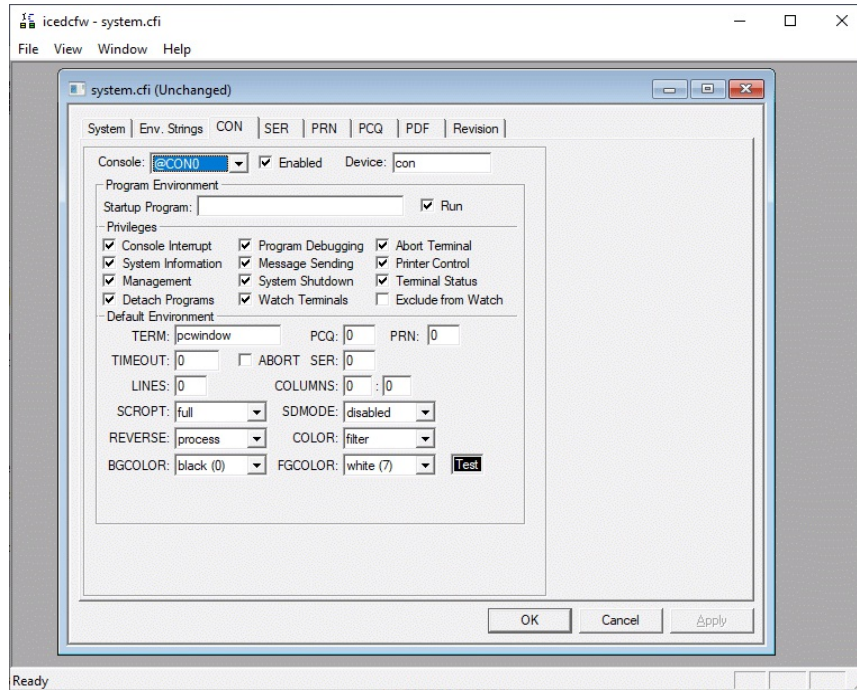 icedcfw - system.cfi
File View Window Help
system.cfi (Unchanged)
System Env. Strings CON SER PRN PCQ PDF Revision
Console: @CON0 Enabled Device: con
Program Environment
Startup Program: Run
Privileges
Console Interrupt Program Debugging Abort Terminal
System Information Message Sending Printer Control
Management System Shutdown Terminal Status
Detach Programs Watch Terminals Exclude from Watch
Default Environment
TERM: pcwindow PCQ: 0 PRN: 0
TIMEOUT: 0 ABORT SER: 0
LINES: 0 COLUMNS: 0 : 0
SCROPT: full SDMODE: disabled
REVERSE: process COLOR: filter
BGCOLOR: black (0) FGCOLOR: white (7) Test
OK Cancel Apply
Ready